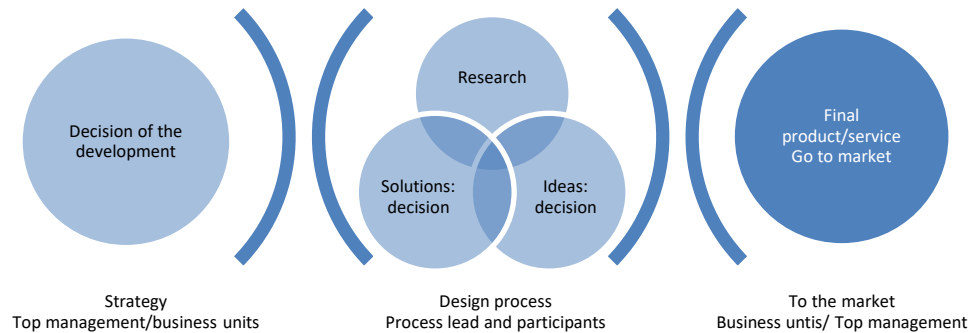 Research
Decision of the
development
Solutions:
decision
Ideas:
decision
Final
product/service
Go to market
Strategy
Top management/business units
Design process
Process lead and participants
To the market
Business untis/ Top management